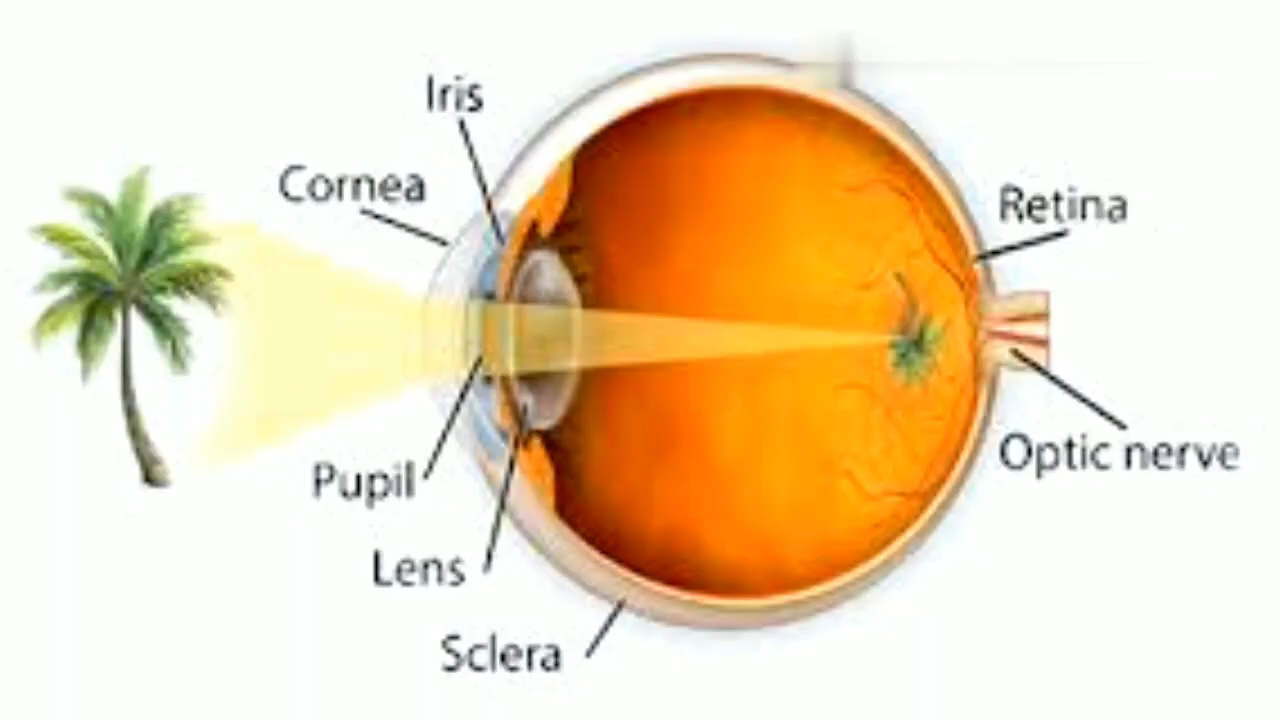 Iris
Cornea
Retina
Optic nerve
Pupil
Lens
Sclera